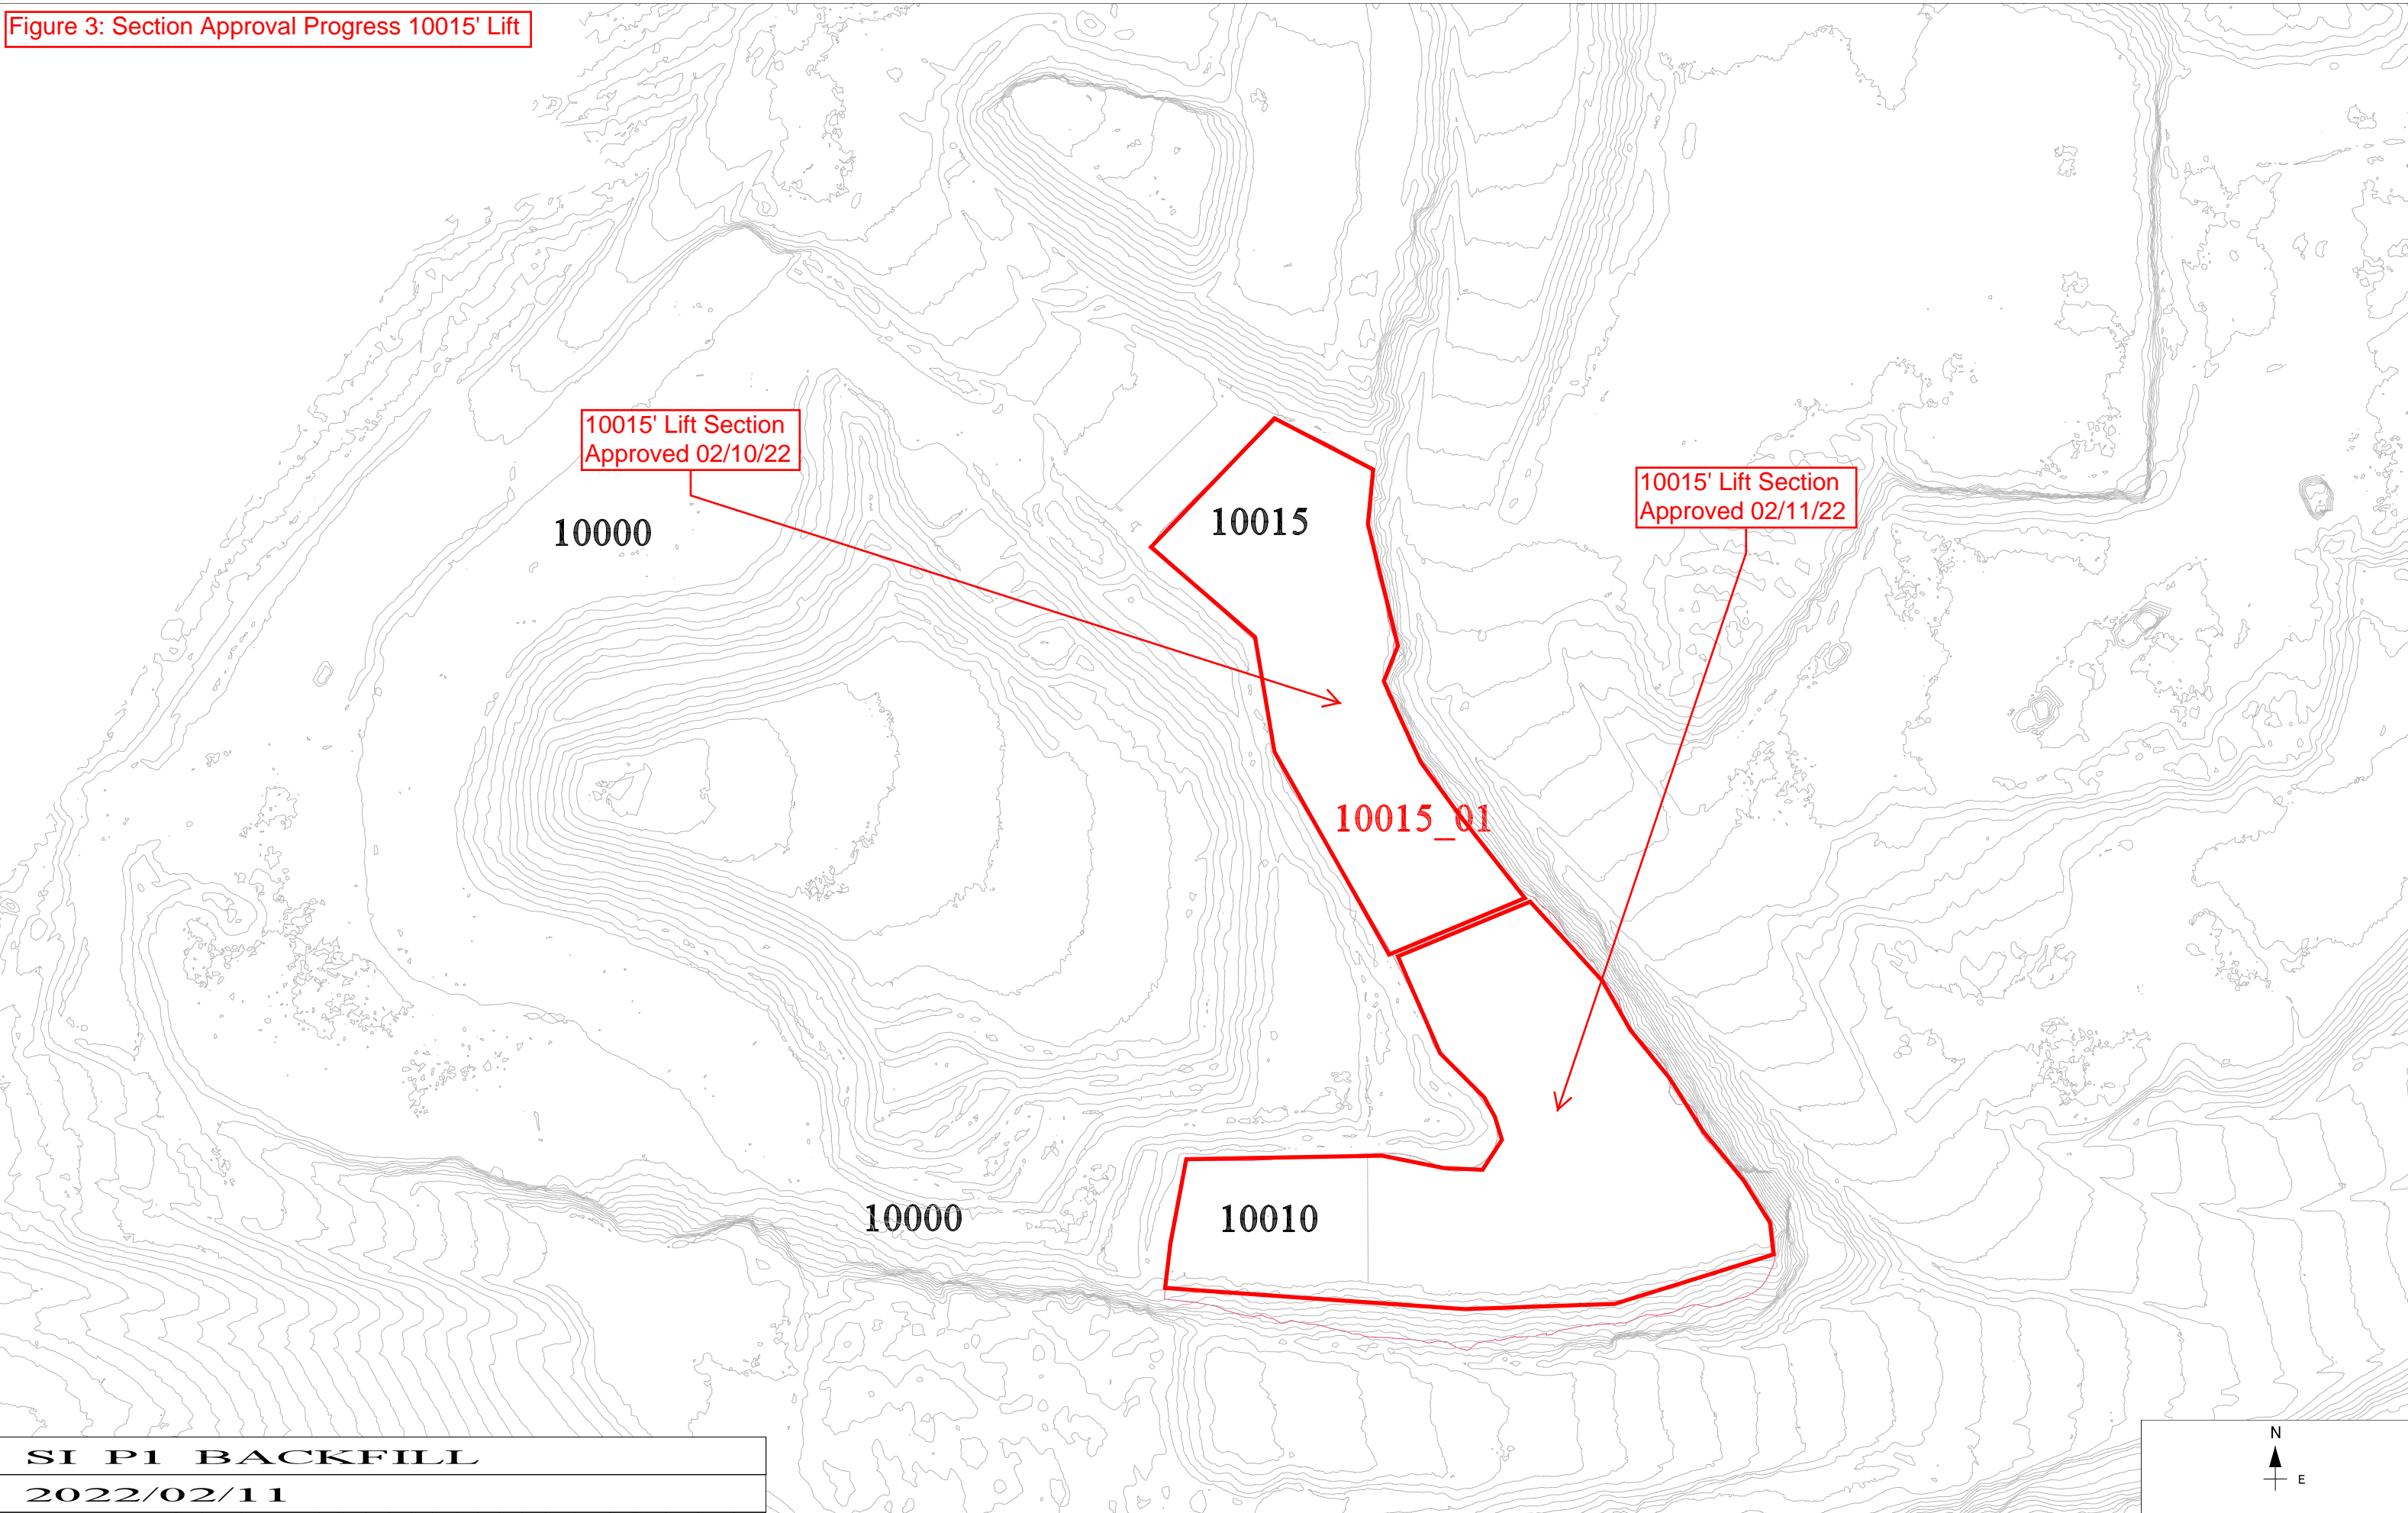 Figure 3: Section Approval Progress 10015' Lift
10015' Lift Section
Approved 02/10/22
10015' Lift Section
Approved 02/11/22
10000
10015
10015_01
10000
10010
SI P1 BACKFILL
2022/02/11
N
E